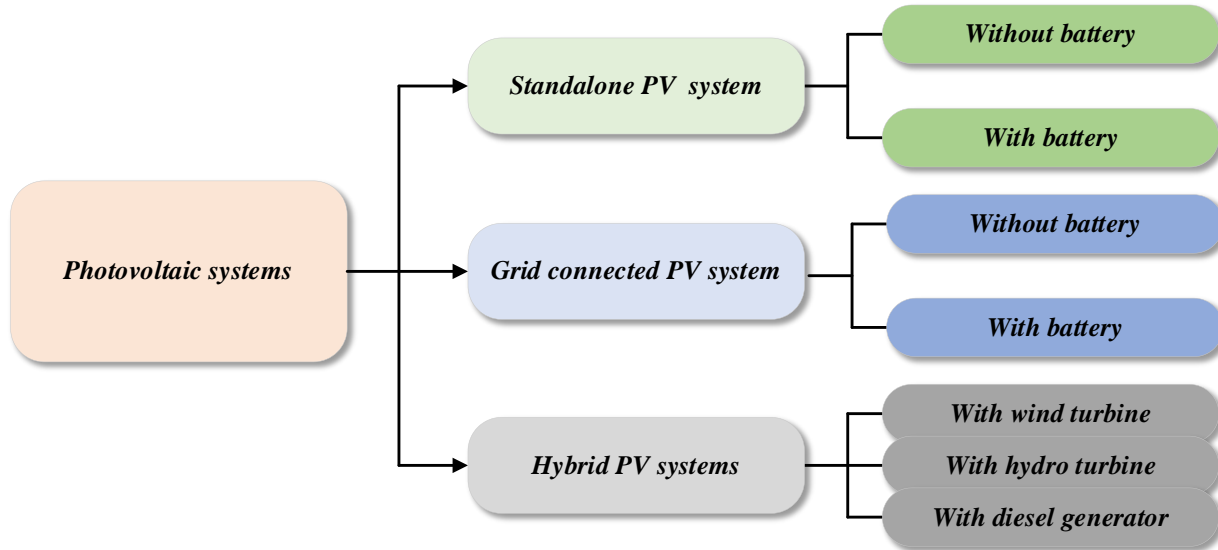 Photovoltaic systems
Standalone PV system
Without battery
With battery
Grid connected PV system
Without battery
With battery
Hybrid PV systems
With wind turbine
With hydro turbine
With diesel generator